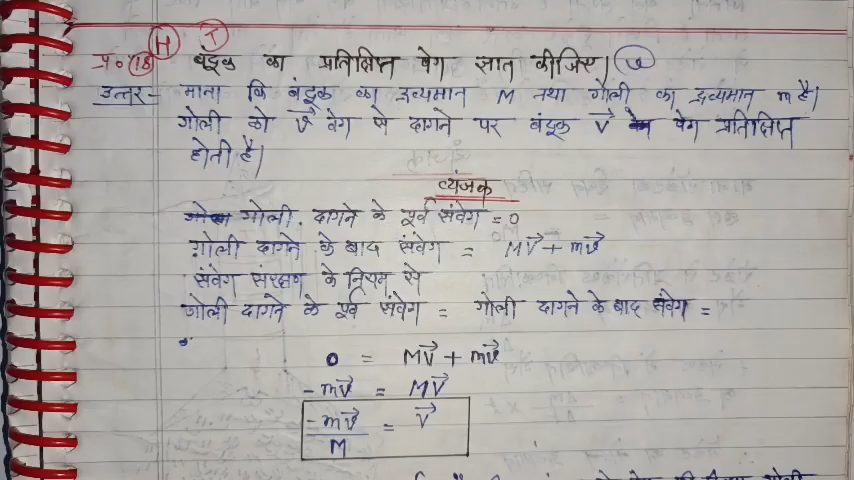 H T
प्र० 18 बंदूक का प्रतिक्षिप्त वेग ज्ञात कीजिए।
उत्तर- माना कि बंदूक का द्रव्यमान M तथा गोली का द्रव्यमान m है।
गोली को v⃗ वेग से दागने पर बंदूक V⃗ वेग प्रतिक्षिप्त
होती है।
व्यंजक
गोली दागने के पूर्व संवेग = 0
गोली दागने के बाद संवेग = MV⃗ + mv⃗
संवेग संरक्षण के नियम से
गोली दागने के पूर्व संवेग = गोली दागने के बाद संवेग =
0 = MV⃗ + mv⃗
-mv⃗ = MV⃗
-mv⃗/M = V⃗